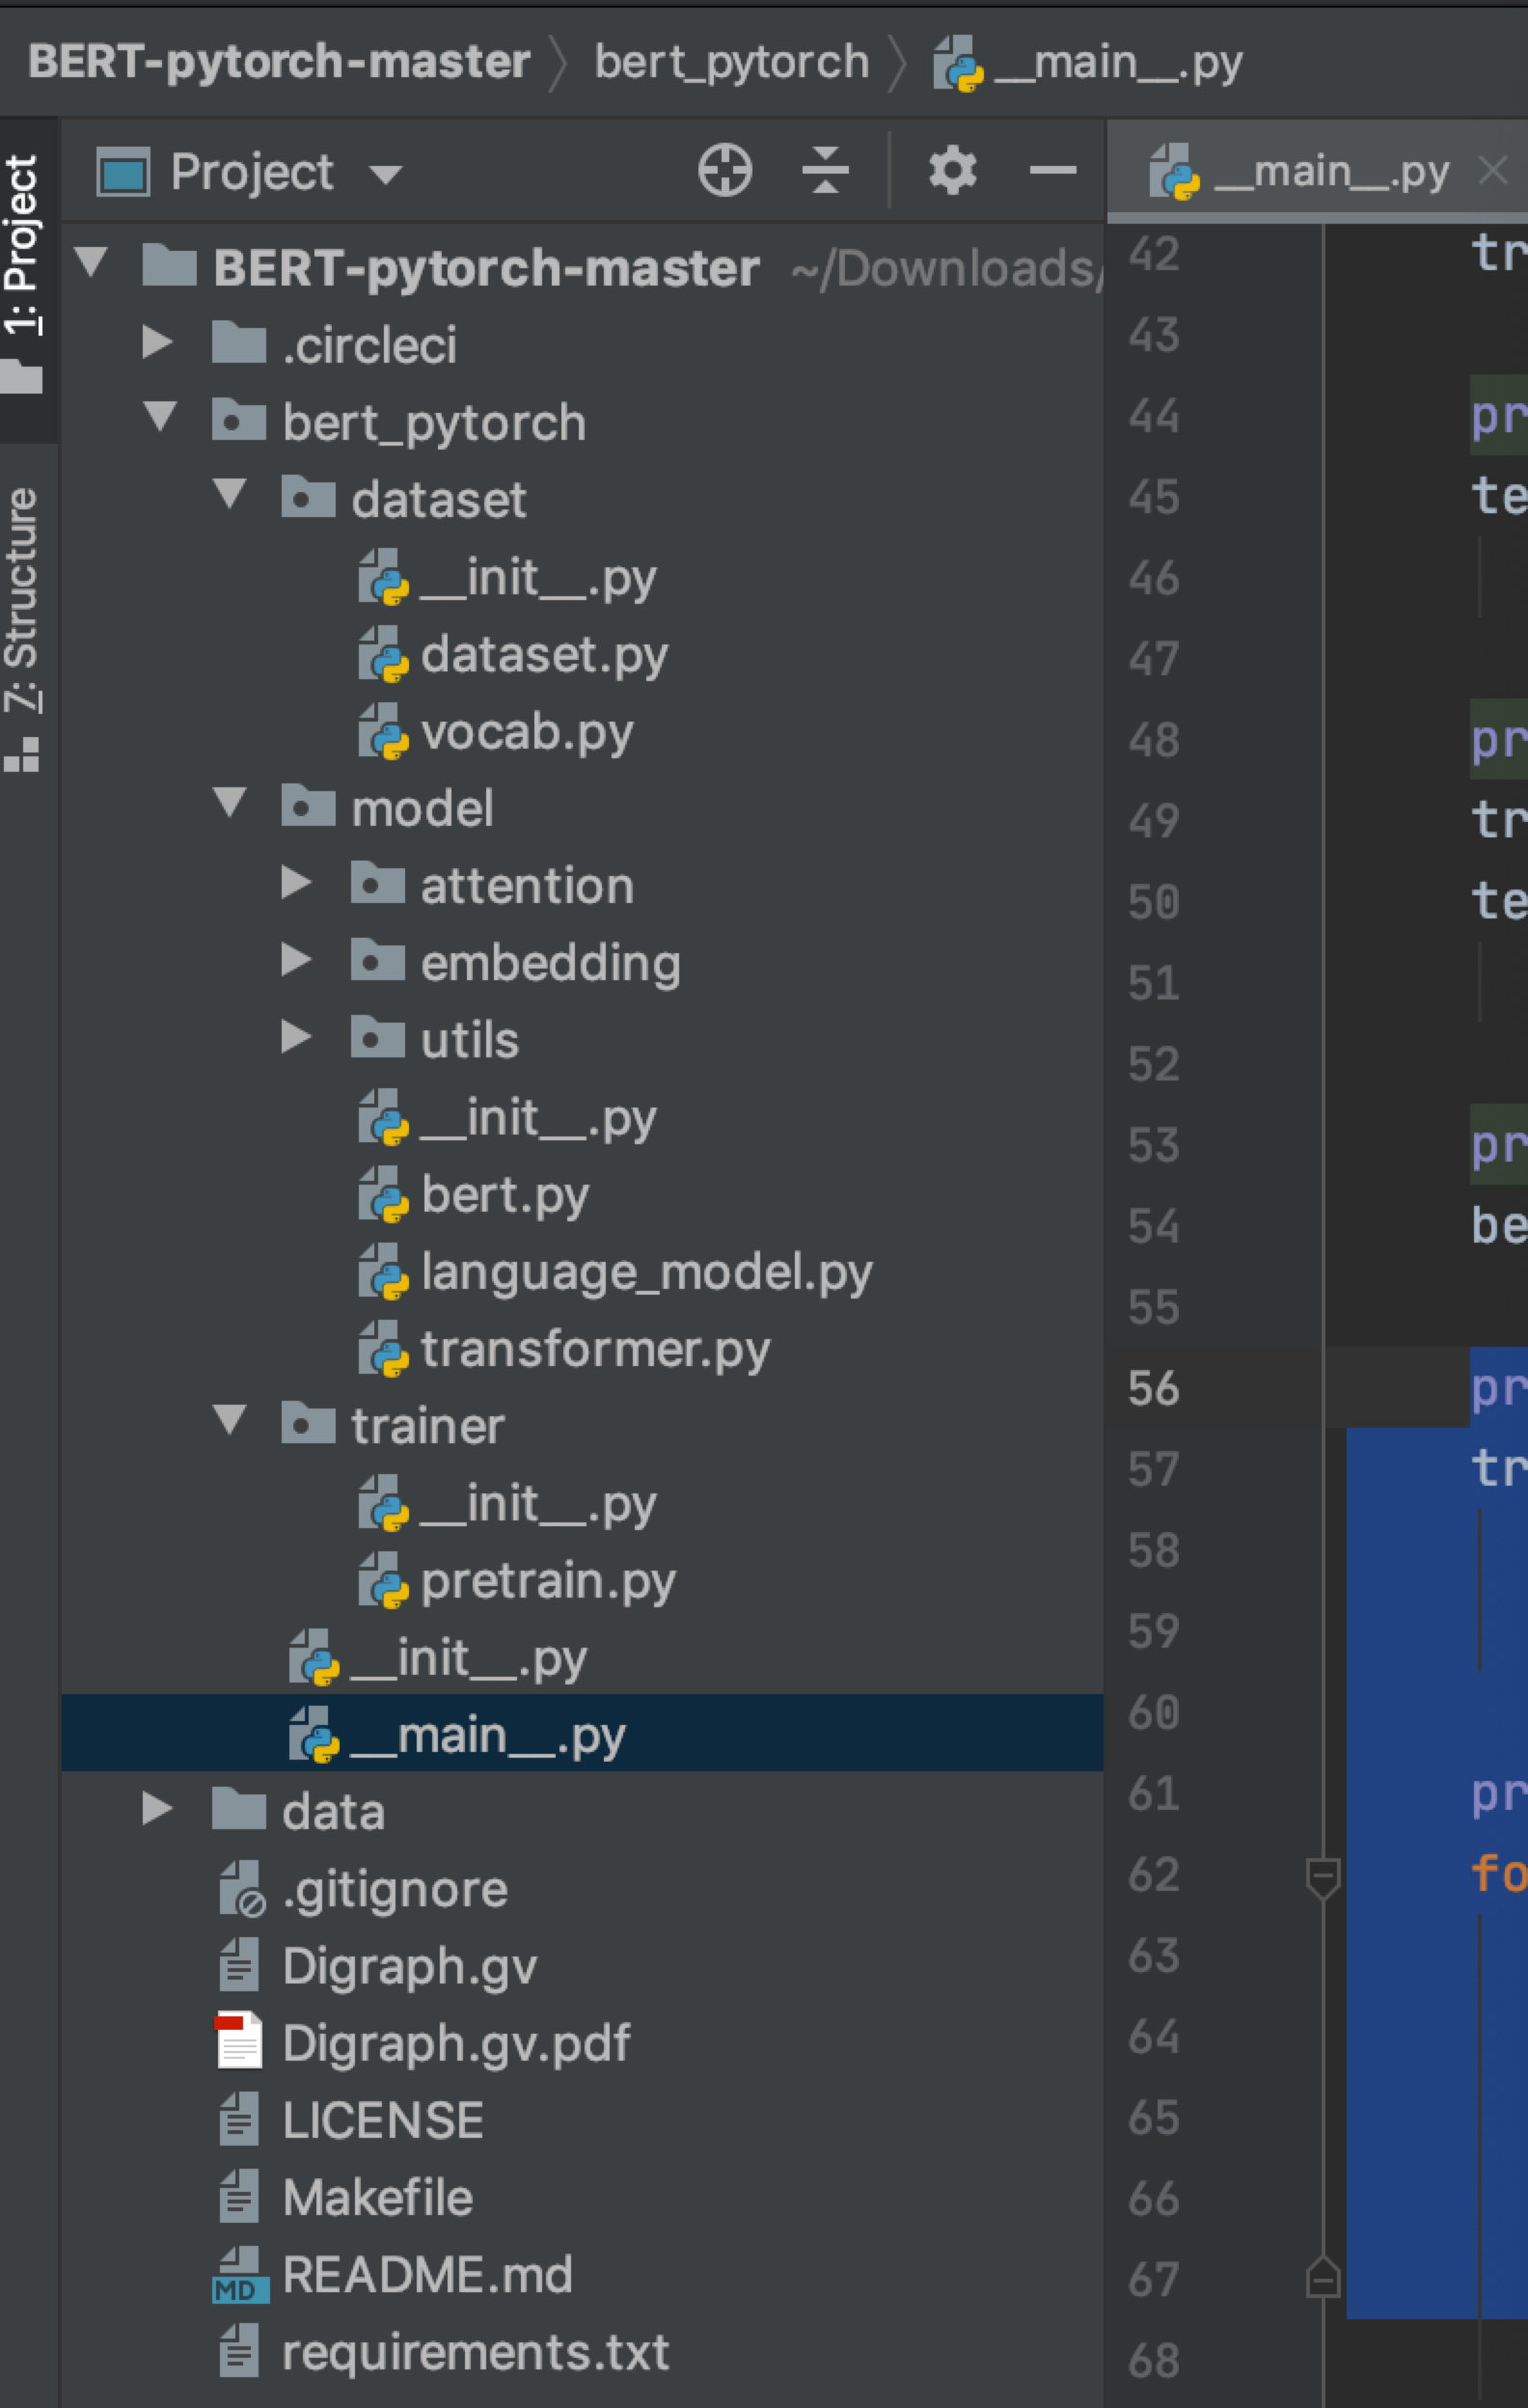 BERT-pytorch-master bert_pytorch __main__.py
1: Project
7: Structure
Project
__main__.py
BERT-pytorch-master ~/Downloads/
.circleci
bert_pytorch
dataset
__init__.py
dataset.py
vocab.py
model
attention
embedding
utils
__init__.py
bert.py
language_model.py
transformer.py
trainer
__init__.py
pretrain.py
__init__.py
__main__.py
data
.gitignore
Digraph.gv
Digraph.gv.pdf
LICENSE
Makefile
MD README.md
requirements.txt
42 tr
43
44 pr
45 te
46
47
48 pr
49 tr
50 te
51
52
53 pr
54 be
55
56 pr
57 tr
58
59
60
61 pr
62 fo
63
64
65
66
67
68